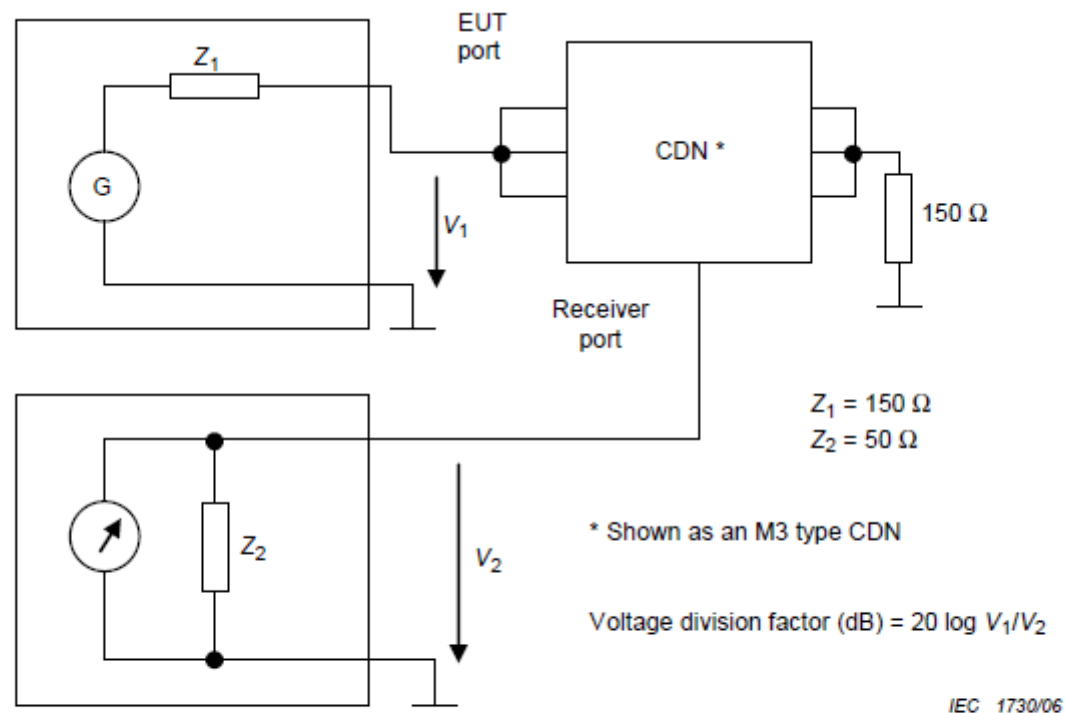 EUT
port
Z1
CDN *
G
V1
150 Ω
Receiver
port
Z1 = 150 Ω
Z2 = 50 Ω
Z2
V2
* Shown as an M3 type CDN
Voltage division factor (dB) = 20 log V1/V2
IEC 1730/06